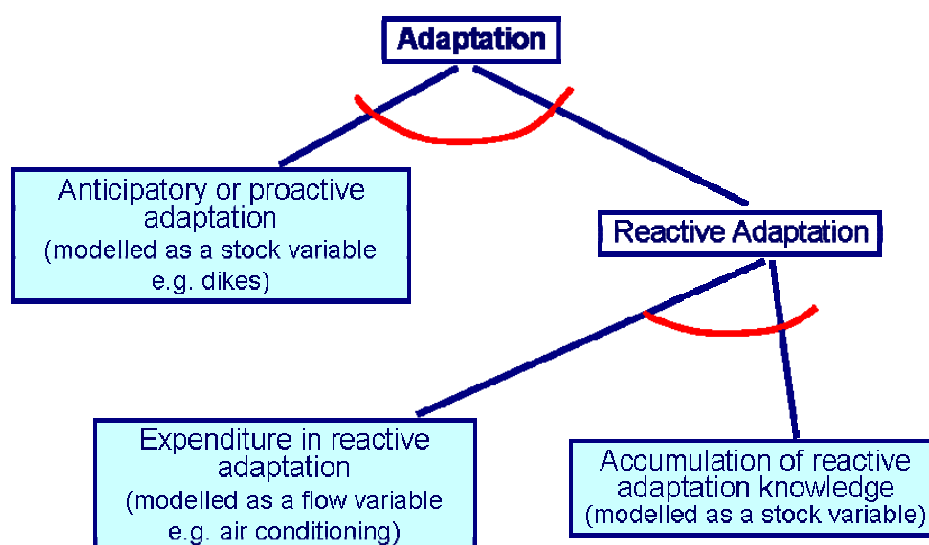 Adaptation
Anticipatory or proactive
adaptation
(modelled as a stock variable
e.g. dikes)
Reactive Adaptation
Expenditure in reactive
adaptation
(modelled as a flow variable
e.g. air conditioning)
Accumulation of reactive
adaptation knowledge
(modelled as a stock variable)